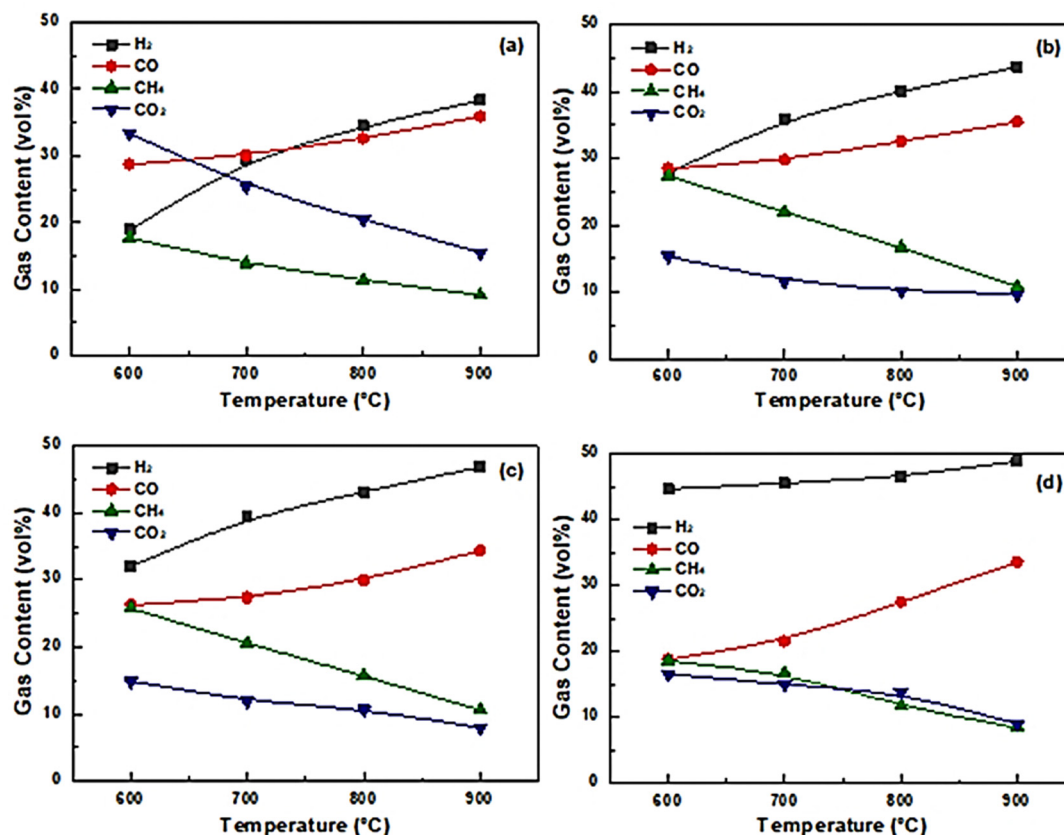 (a)
H₂
CO
CH₄
CO₂
50
40
30
20
10
0
Gas Content (vol%)
600 700 800 900
Temperature (°C)
(b)
H₂
CO
CH₄
CO₂
50
40
30
20
10
0
Gas Content (vol%)
600 700 800 900
Temperature (°C)
(c)
H₂
CO
CH₄
CO₂
50
40
30
20
10
0
Gas Content (vol%)
600 700 800 900
Temperature (°C)
(d)
H₂
CO
CH₄
CO₂
50
40
30
20
10
0
Gas Content (vol%)
600 700 800 900
Temperature (°C)